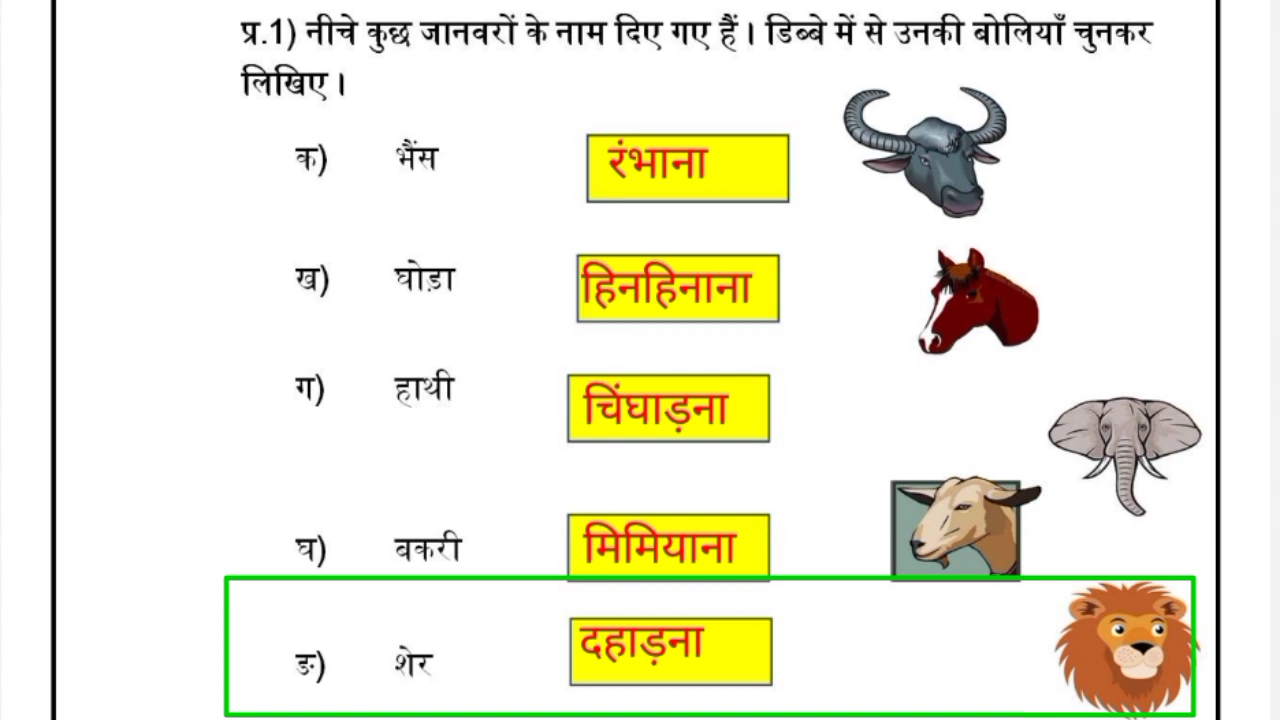 प्र.1) नीचे कुछ जानवरों के नाम दिए गए हैं। डिब्बे में से उनकी बोलियाँ चुनकर
लिखिए।
क) भैंस रंभाना
ख) घोड़ा हिनहिनाना
ग) हाथी चिंघाड़ना
घ) बकरी मिमियाना
ङ) शेर दहाड़ना